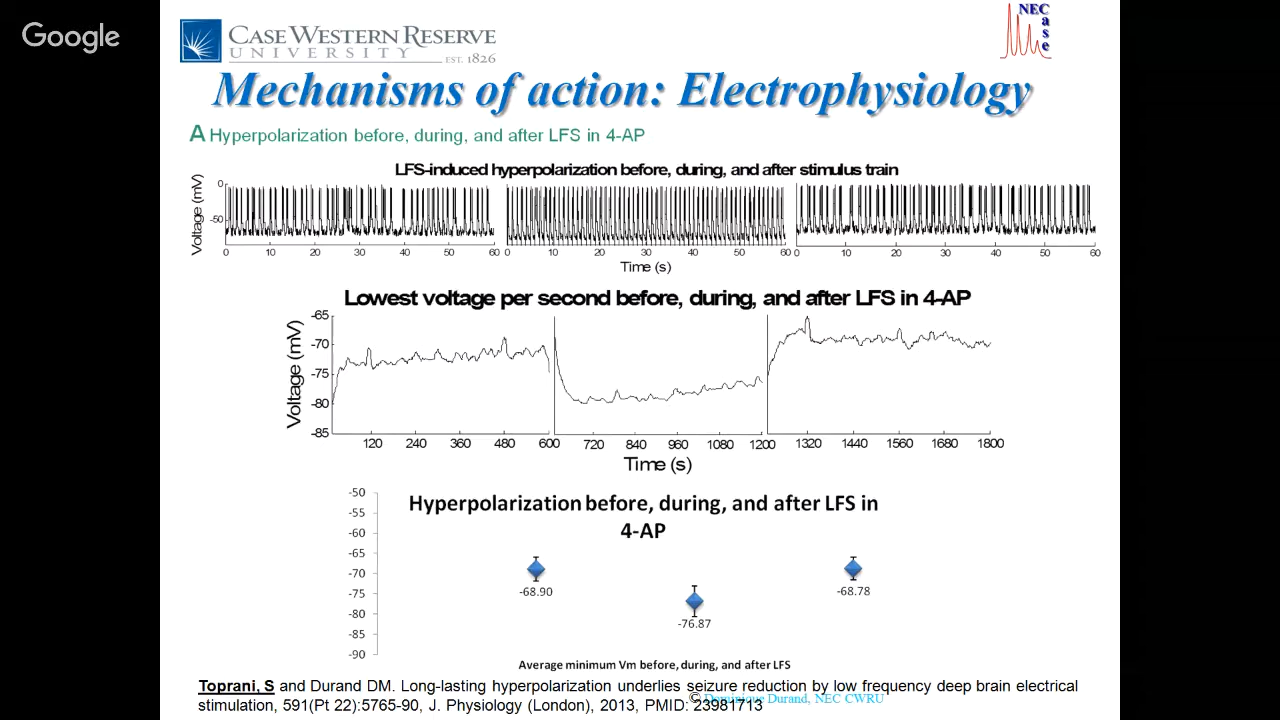 Google
CASE WESTERN RESERVE
UNIVERSITY EST. 1826
NEC
a
s
e
Mechanisms of action: Electrophysiology
A Hyperpolarization before, during, and after LFS in 4-AP
LFS-induced hyperpolarization before, during, and after stimulus train
Voltage (mV)
0
-50
0 10 20 30 40 50 60 0 10 20 30 40 50 60 0 10 20 30 40 50 60
Time (s)
Lowest voltage per second before, during, and after LFS in 4-AP
Voltage (mV)
-65
-70
-75
-80
-85
120 240 360 480 600 720 840 960 1080 1200 1320 1440 1560 1680 1800
Time (s)
Hyperpolarization before, during, and after LFS in
4-AP
-50
-55
-60
-65
-70
-75
-80
-85
-90
-68.90
-76.87
-68.78
Average minimum Vm before, during, and after LFS
Toprani, S and Durand DM. Long-lasting hyperpolarization underlies seizure reduction by low frequency deep brain electrical
stimulation, 591(Pt 22):5765-90, J. Physiology (London), 2013, PMID: 23981713
© Dominique Durand, NEC CWRU